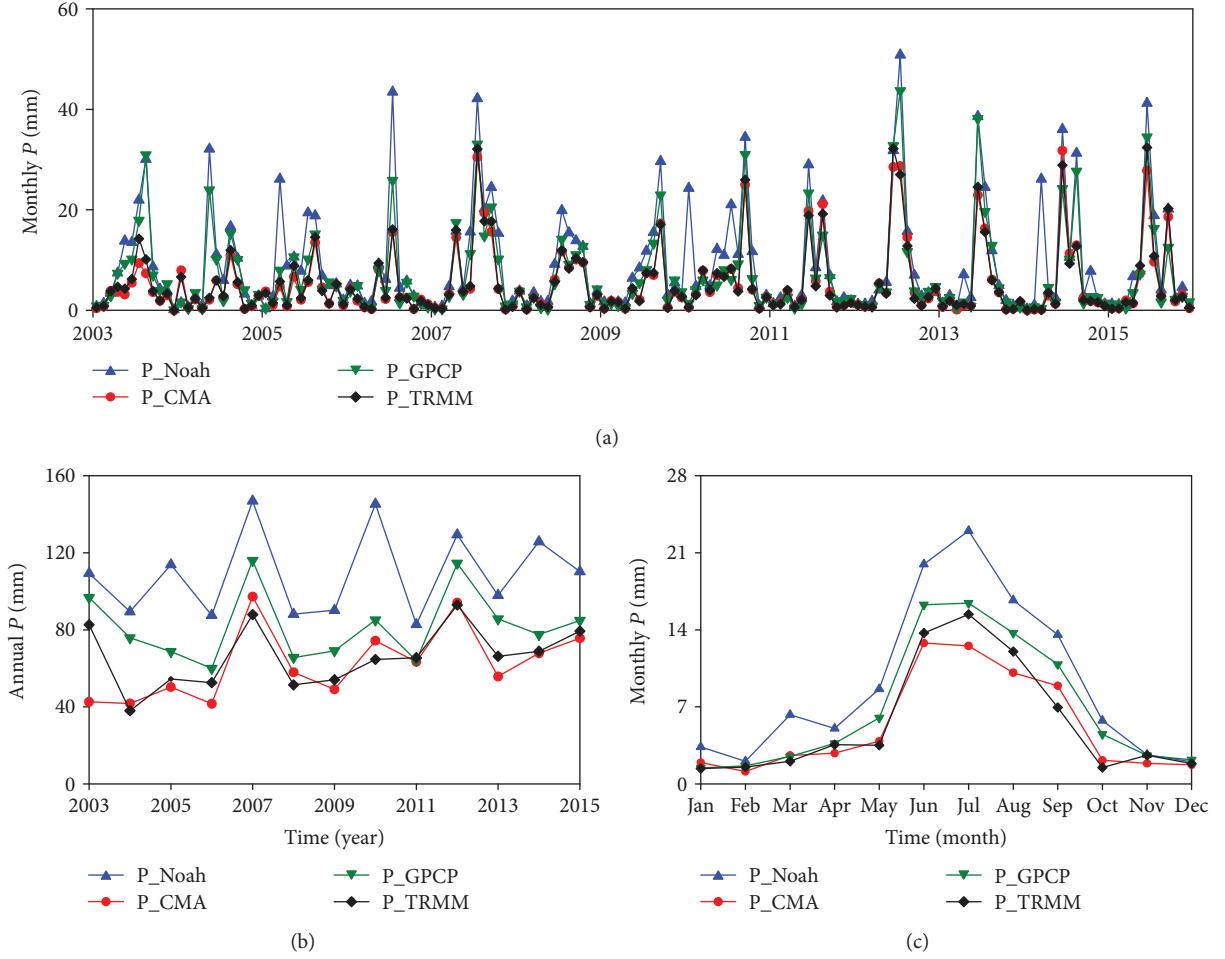 60
40
20
0
Monthly P (mm)
2003 2005 2007 2009 2011 2013 2015
P_Noah P_GPCP
P_CMA P_TRMM
(a)
160
120
80
40
0
Annual P (mm)
2003 2005 2007 2009 2011 2013 2015
Time (year)
P_Noah P_GPCP
P_CMA P_TRMM
(b)
28
21
14
7
0
Monthly P (mm)
Jan Feb Mar Apr May Jun Jul Aug Sep Oct Nov Dec
Time (month)
P_Noah P_GPCP
P_CMA P_TRMM
(c)